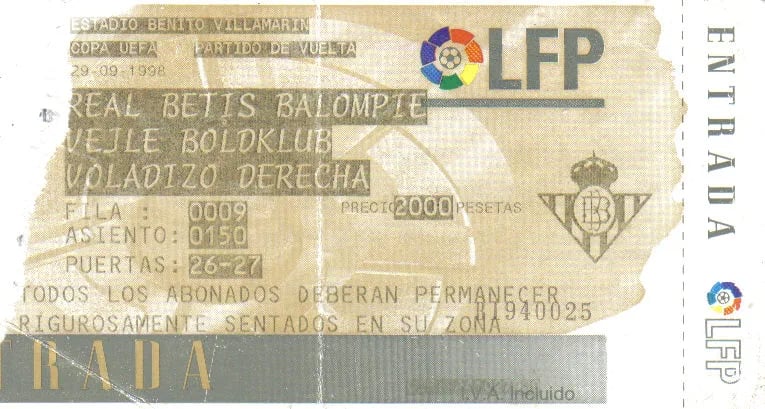 ESTADIO BENITO VILLAMARIN
COPA UEFA PARTIDO DE VUELTA
29-09-1998
LFP
REAL BETIS BALOMPIE
VEJLE BOLDKLUB
VOLADIZO DERECHA
FILA : 0009
PRECIO 2000 PESETAS
ASIENTO: 0150
PUERTAS: 26-27
TODOS LOS ABONADOS DEBERAN PERMANECER
B1940025
RIGUROSAMENTE SENTADOS EN SU ZONA
TRADA
I.V.A. Incluido
ENTRADA
LFP